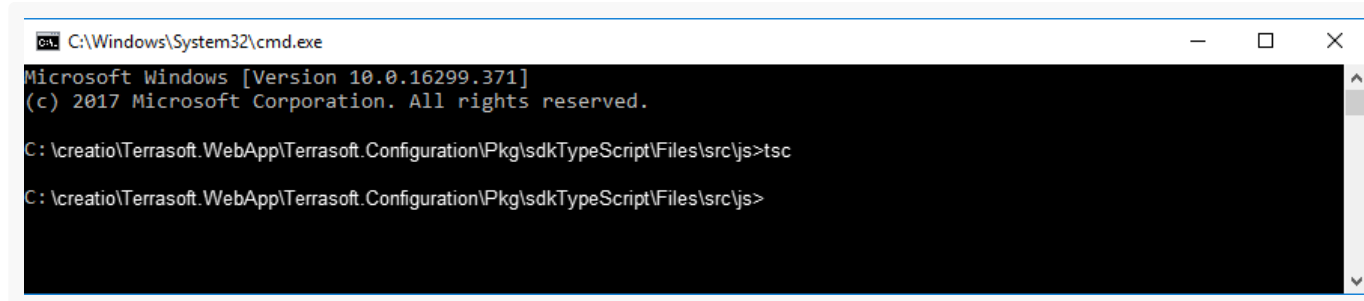 C:\Windows\System32\cmd.exe
Microsoft Windows [Version 10.0.16299.371]
(c) 2017 Microsoft Corporation. All rights reserved.
C:\creatio\Terrasoft.WebApp\Terrasoft.Configuration\Pkg\sdkTypeScript\Files\src\js>tsc
C:\creatio\Terrasoft.WebApp\Terrasoft.Configuration\Pkg\sdkTypeScript\Files\src\js>